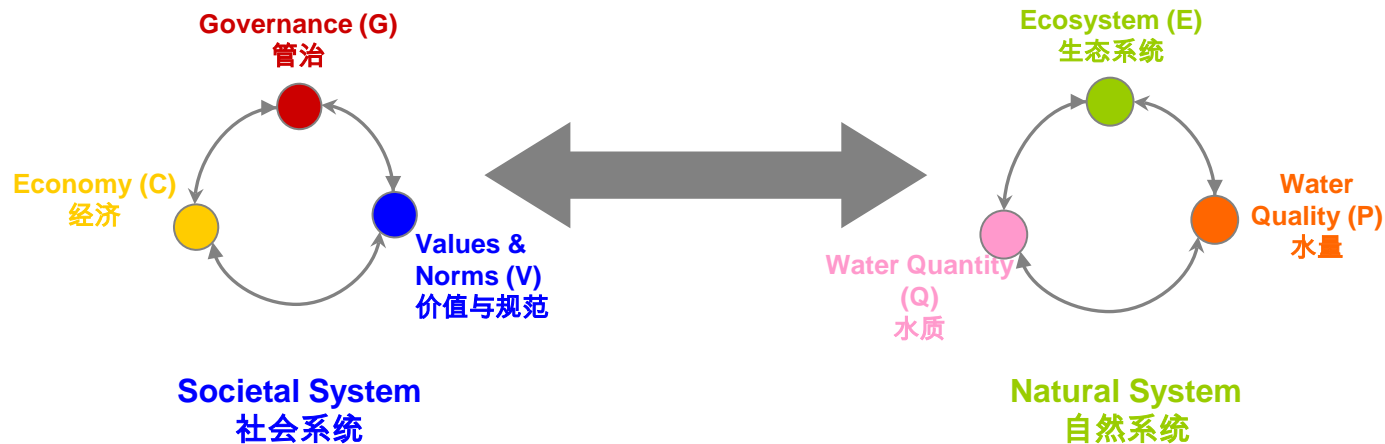 Governance (G)
管治
Economy (C)
经济
Values &
Norms (V)
价值与规范
Societal System
社会系统
Ecosystem (E)
生态系统
Water
Quality (P)
水量
Water Quantity
(Q)
水质
Natural System
自然系统